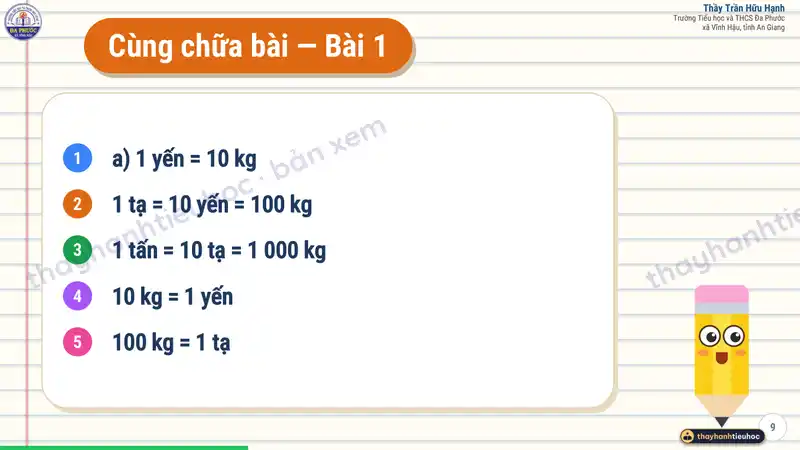 Thầy Trần Hữu Hạnh
Trường Tiểu học và THCS Đa Phước
xã Vĩnh Hậu, tỉnh An Giang
ĐA PHƯỚC
Cùng chữa bài – Bài 1
1 a) 1 yến = 10 kg
2 1 tạ = 10 yến = 100 kg
3 1 tấn = 10 tạ = 1 000 kg
4 10 kg = 1 yến
5 100 kg = 1 tạ
thayhanhtieuhoc · bản xem
thayhanhtieuhoc
9
thayhanhtieuhoc